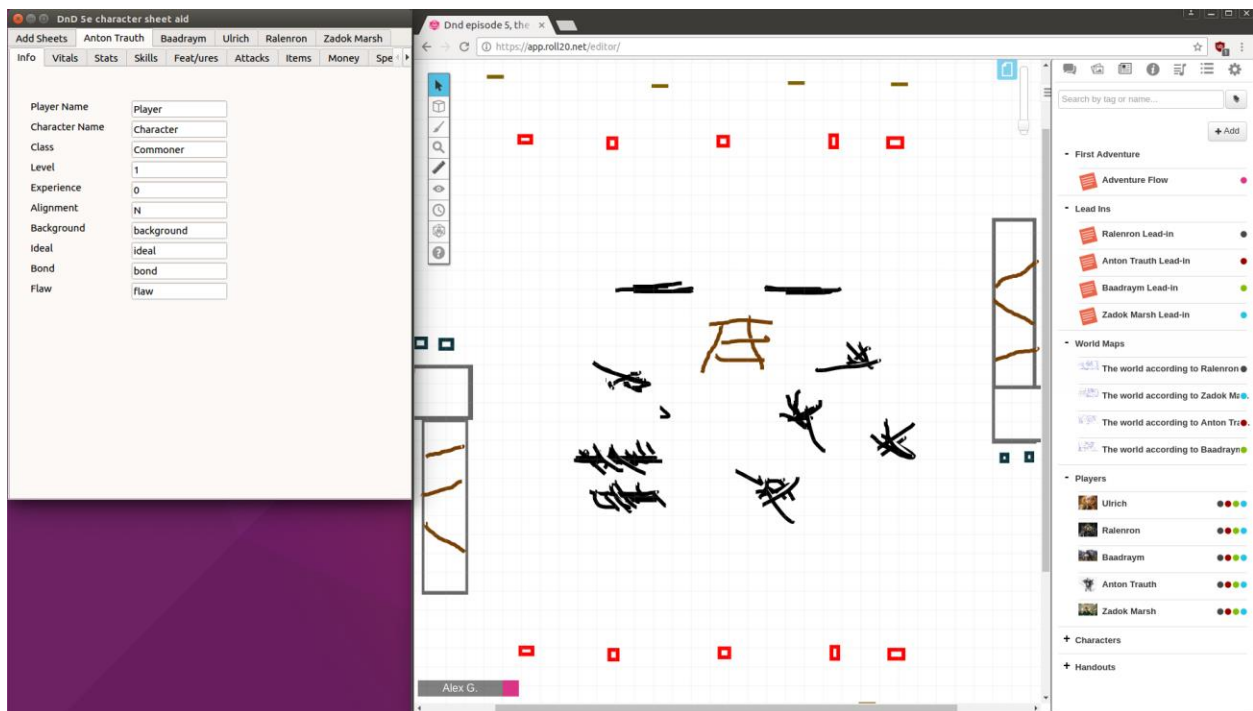 DnD 5e character sheet aid
Add Sheets Anton Trauth Baadraym Ulrich Ralenron Zadok Marsh
Info Vitals Stats Skills Feat/ures Attacks Items Money Spe
Player Name Player
Character Name Character
Class Commoner
Level 1
Experience 0
Alignment N
Background background
Ideal ideal
Bond bond
Flaw flaw
Dnd episode 5, the
https://app.roll20.net/editor/
Alex G.
Search by tag or name...
+ Add
- First Adventure
Adventure Flow
- Lead Ins
Ralenron Lead-in
Anton Trauth Lead-in
Baadraym Lead-in
Zadok Marsh Lead-in
- World Maps
The world according to Ralenron
The world according to Zadok Ma
The world according to Anton Tra
The world according to Baadraym
- Players
Ulrich
Ralenron
Baadraym
Anton Trauth
Zadok Marsh
+ Characters
+ Handouts